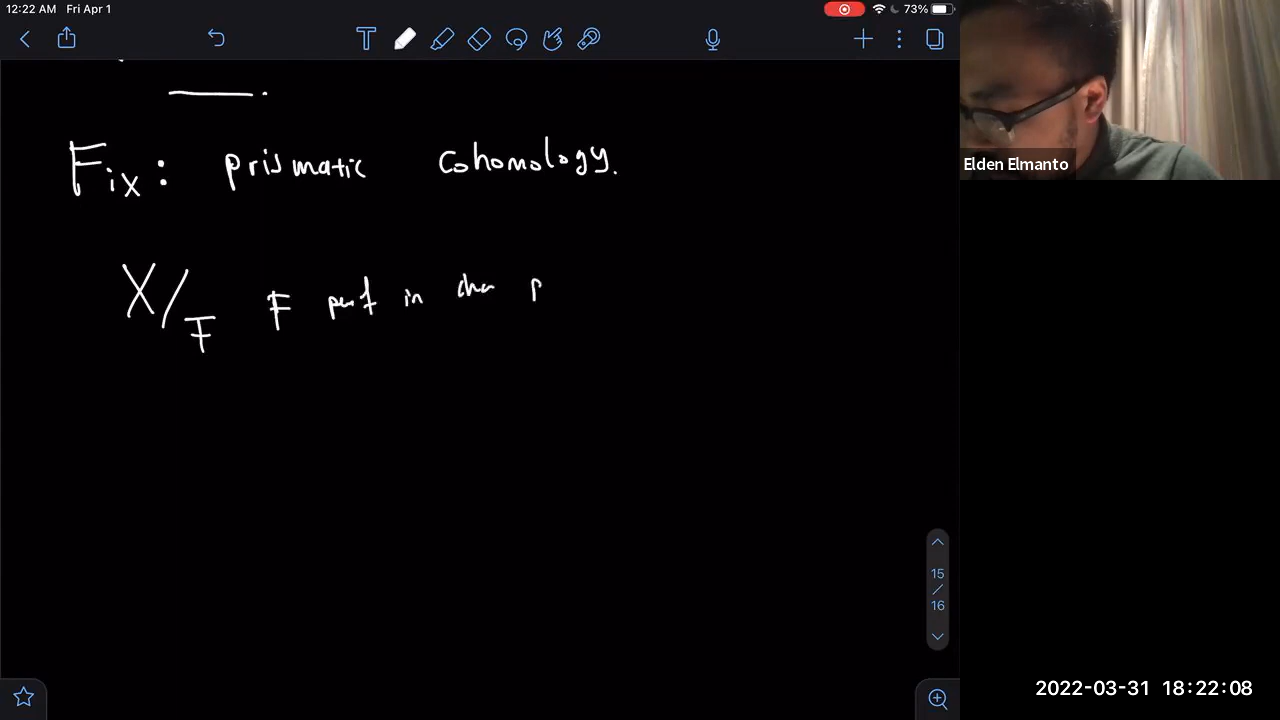 12:22 AM Fri Apr 1
73%
Fix: prismatic cohomology.
X/F F perf in char p
Elden Elmanto
15
/
16
2022-03-31 18:22:08